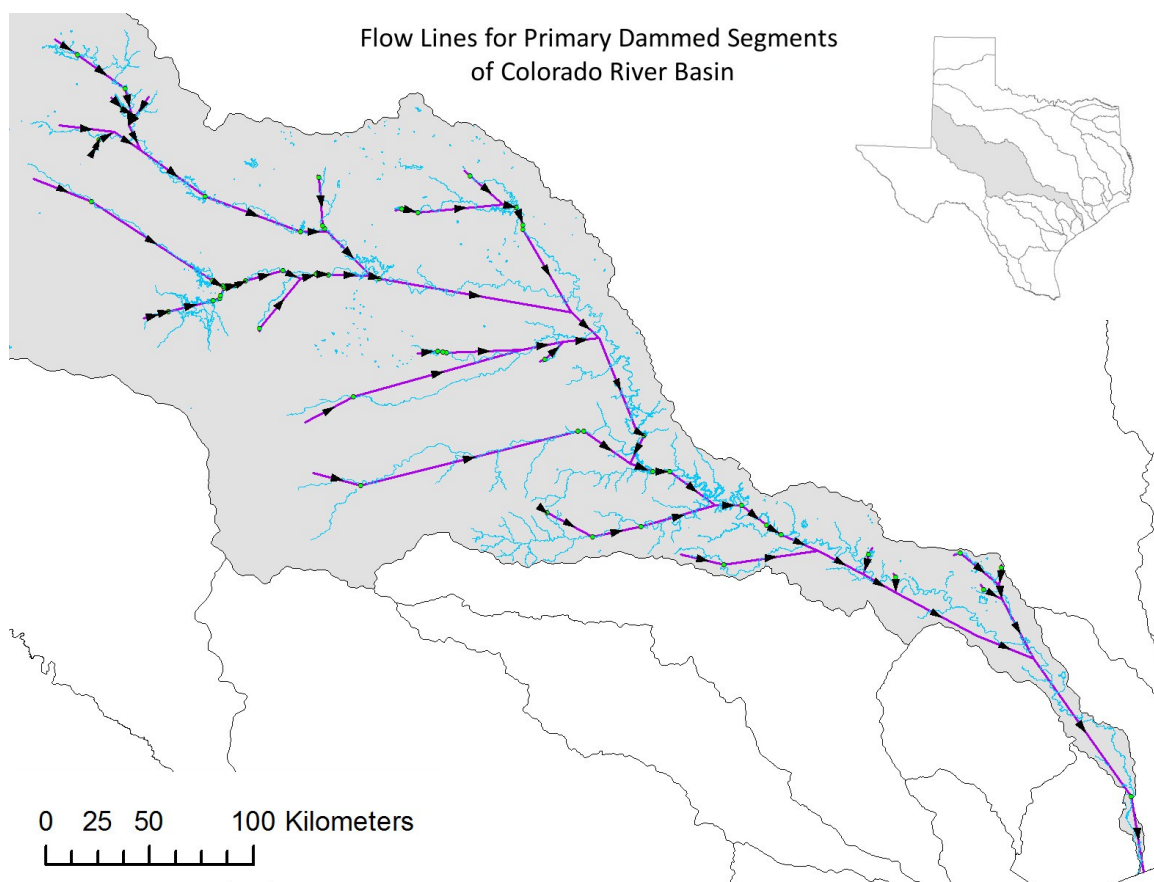 Flow Lines for Primary Dammed Segments
of Colorado River Basin
0 25 50 100 Kilometers